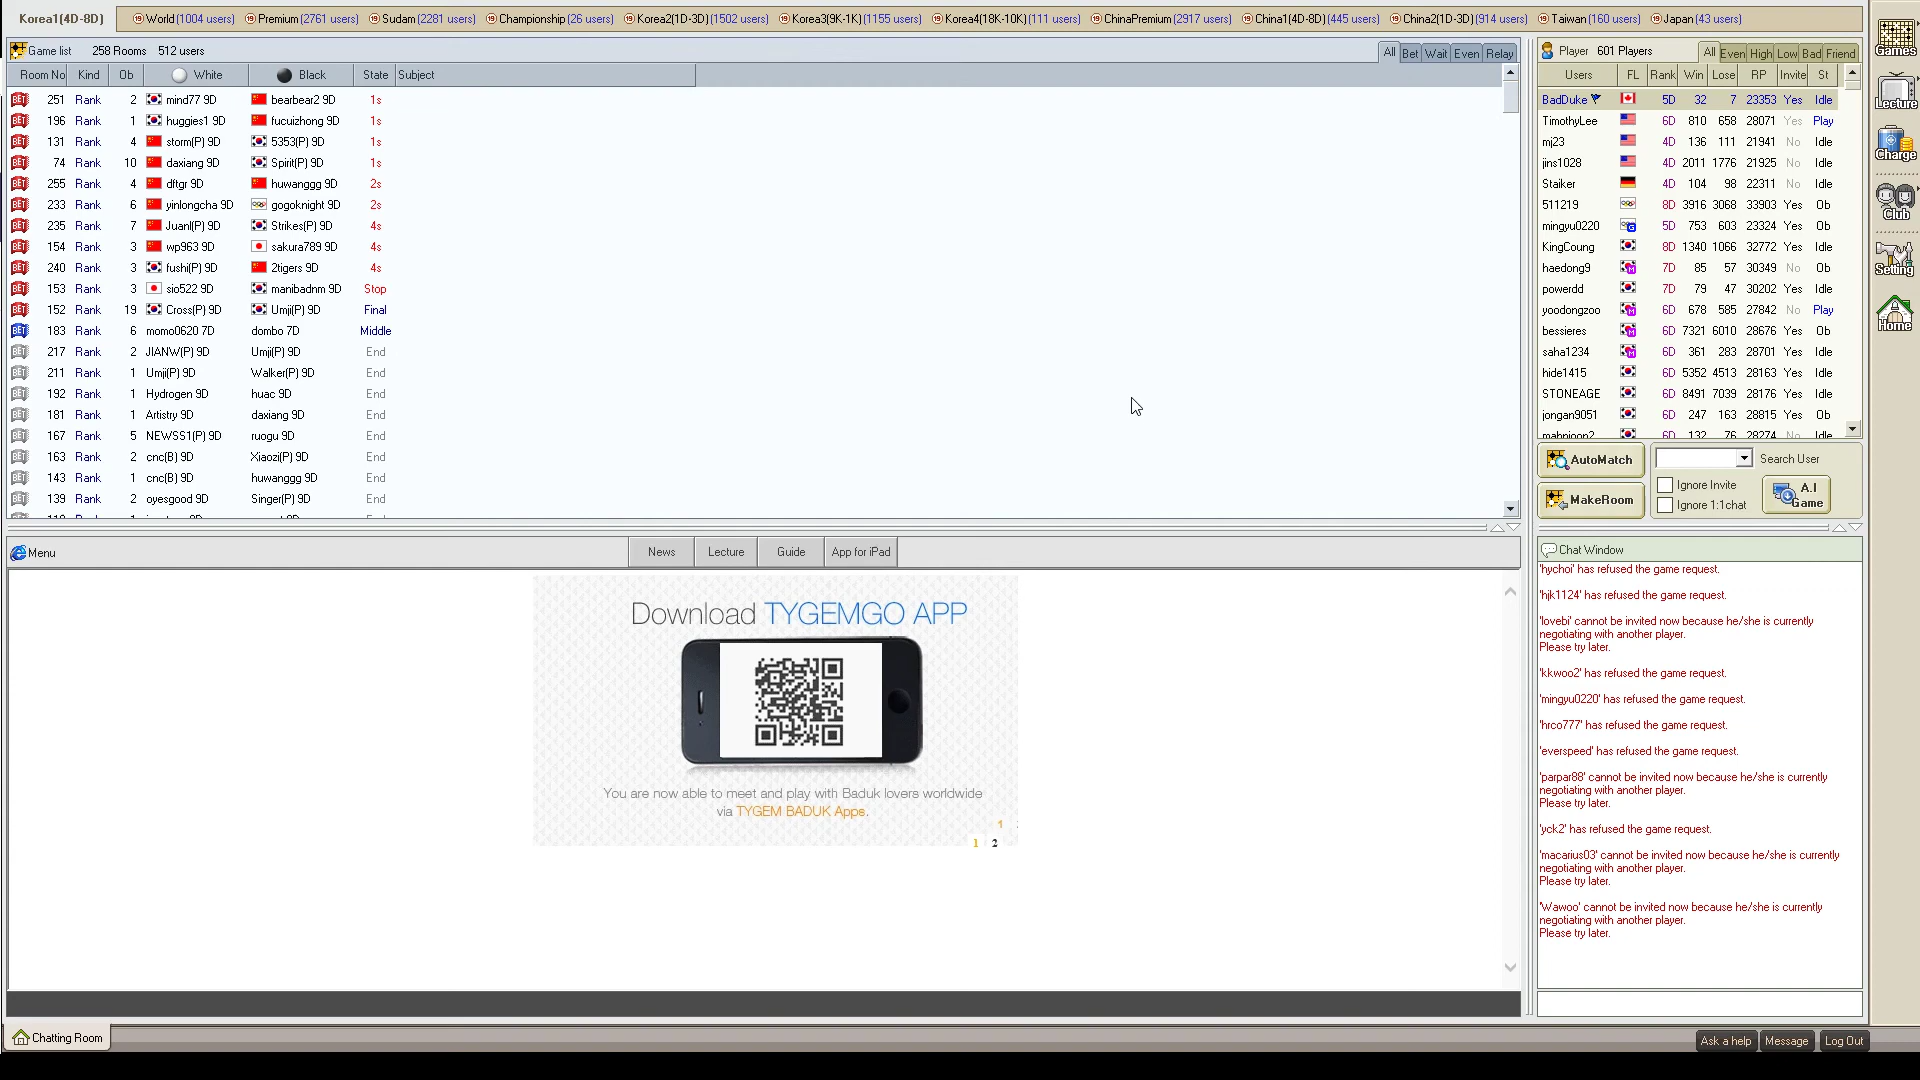 Korea1(4D-8D) World(1004 users) Premium(2761 users) Sudam(2281 users) Championship(26 users) Korea2(1D-3D)(1502 users) Korea3(9K-1K)(1155 users) Korea4(18K-10K)(111 users) ChinaPremium(2917 users) China1(4D-8D)(445 users) China2(1D-3D)(914 users) Taiwan(160 users) Japan(43 users)
Game list 258 Rooms 512 users All Bet Wait Even Relay
Room No Kind Ob White Black State Subject
BET 251 Rank 2 mind77 9D bearbear2 9D 1s
BET 196 Rank 1 huggies1 9D fucuizhong 9D 1s
BET 131 Rank 4 storm(P) 9D 5353(P) 9D 1s
BET 74 Rank 10 daxiang 9D Spirit(P) 9D 1s
BET 255 Rank 4 dftgr 9D huwanggg 9D 2s
BET 233 Rank 6 yinlongcha 9D gogoknight 9D 2s
BET 235 Rank 7 Juanl(P) 9D Strikes(P) 9D 4s
BET 154 Rank 3 wp963 9D sakura789 9D 4s
BET 240 Rank 3 fushi(P) 9D 2tigers 9D 4s
BET 153 Rank 3 sio522 9D manibadnm 9D Stop
BET 152 Rank 19 Cross(P) 9D Umji(P) 9D Final
BET 183 Rank 6 momo0620 7D dombo 7D Middle
BET 217 Rank 2 JIANW(P) 9D Umji(P) 9D End
BET 211 Rank 1 Umji(P) 9D Walker(P) 9D End
BET 192 Rank 1 Hydrogen 9D huac 9D End
BET 181 Rank 1 Artistry 9D daxiang 9D End
BET 167 Rank 5 NEWSS1(P) 9D ruogu 9D End
BET 163 Rank 2 cnc(B) 9D Xiaozi(P) 9D End
BET 143 Rank 1 cnc(B) 9D huwanggg 9D End
BET 139 Rank 2 oyesgood 9D Singer(P) 9D End
Player 601 Players All Even High Low Bad Friend
Users FL Rank Win Lose RP Invite St
BadDuke 5D 32 7 23353 Yes Idle
TimothyLee 6D 810 658 28071 Yes Play
mj23 4D 136 111 21941 No Idle
jins1028 4D 2011 1776 21925 No Idle
Staiker 4D 104 98 22311 No Idle
511219 8D 3916 3068 33903 Yes Ob
mingyu0220 5D 753 603 23324 Yes Ob
KingCoung 8D 1340 1066 32772 Yes Idle
haedong9 7D 85 57 30349 No Ob
powerdd 7D 79 47 30202 Yes Idle
yoodongzoo 6D 678 585 27842 No Play
bessieres 6D 7321 6010 28676 Yes Ob
saha1234 6D 361 283 28701 Yes Idle
hide1415 6D 5352 4513 28163 Yes Idle
STONEAGE 6D 8491 7039 28176 Yes Idle
jongan9051 6D 247 163 28815 Yes Ob
6D 132 76 28274 No Idle
AutoMatch Search User
MakeRoom Ignore Invite
Ignore 1:1chat
A.I
Game
Games
Lecture
Charge
Club
Setting
Home
Menu News Lecture Guide App for iPad
Download TYGEMGO APP
You are now able to meet and play with Baduk lovers worldwide
via TYGEM BADUK Apps.
1
1 2
Chat Window
'hychoi' has refused the game request.
'hjk1124' has refused the game request.
'lovebi' cannot be invited now because he/she is currently
negotiating with another player.
Please try later.
'kkwoo2' has refused the game request.
'mingyu0220' has refused the game request.
'hrco777' has refused the game request.
'everspeed' has refused the game request.
'parpar88' cannot be invited now because he/she is currently
negotiating with another player.
Please try later.
'yck2' has refused the game request.
'macarius03' cannot be invited now because he/she is currently
negotiating with another player.
Please try later.
'Wawoo' cannot be invited now because he/she is currently
negotiating with another player.
Please try later.
Chatting Room Ask a help Message Log Out